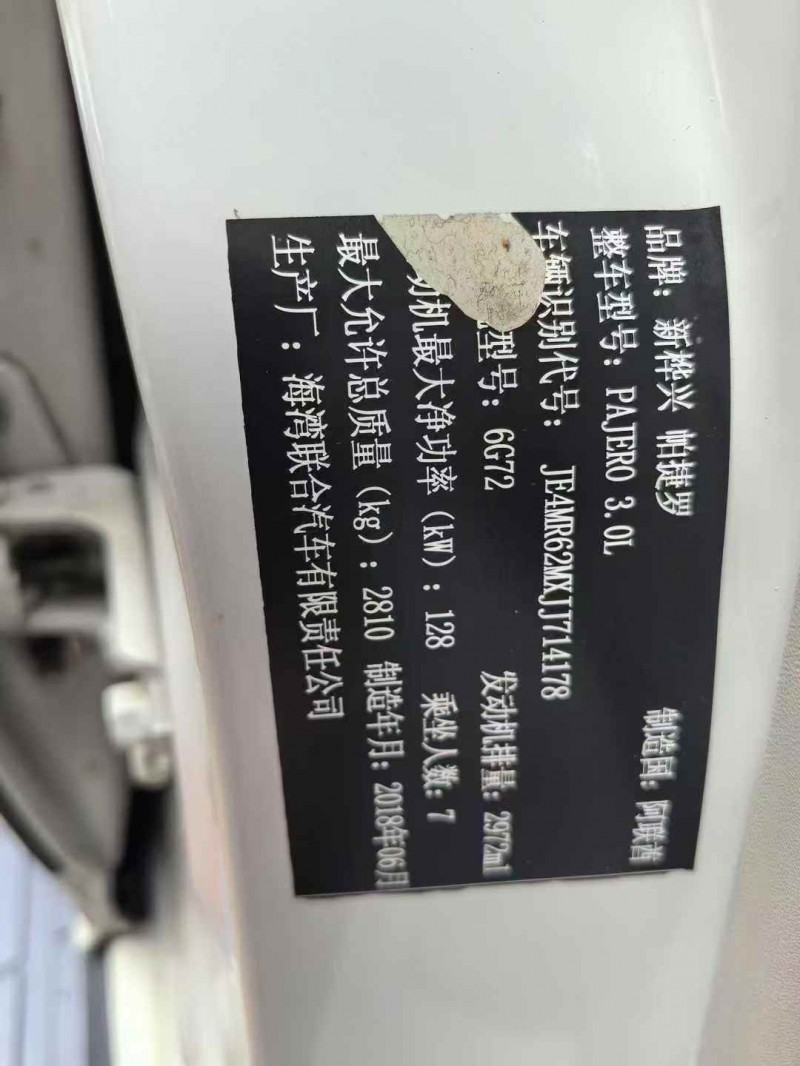 品牌：新桦兴 帕捷罗 制造国：阿联酋
整车型号：PAJERO 3.0L
车辆识别代号：JE4MR62MXJJ714178
型号：6G72 发动机排量：2972ml
功机最大净功率（kW）：128 乘坐人数：7
最大允许总质量（kg）：2810 制造年月：2018年06月
生产厂：海湾联合汽车有限责任公司